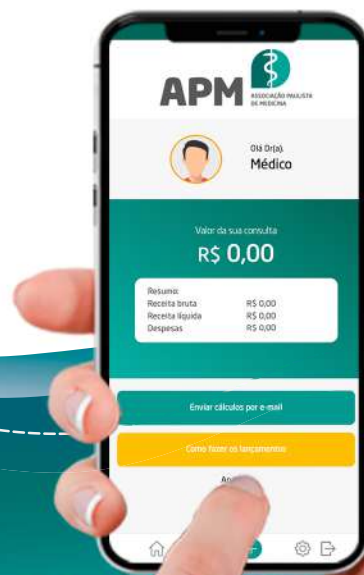 APM
ASSOCIAÇÃO PAULISTA
DE MEDICINA
Olá Dr(a).
Médico
Valor da sua consulta
R$ 0,00
Resumo:
Receita bruta R$ 0,00
Receita líquida R$ 0,00
Despesas R$ 0,00
Enviar cálculos por e-mail
Como fazer os lançamentos